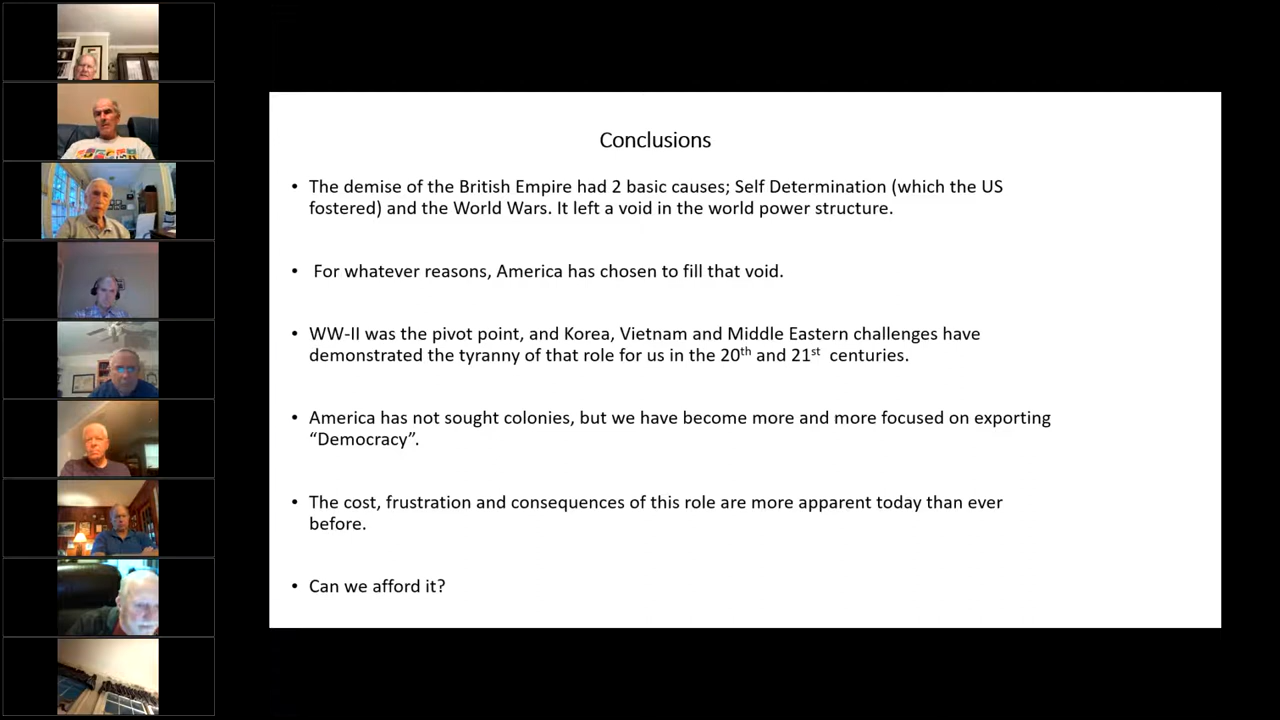 Conclusions
• The demise of the British Empire had 2 basic causes; Self Determination (which the US
fostered) and the World Wars. It left a void in the world power structure.
• For whatever reasons, America has chosen to fill that void.
• WW-II was the pivot point, and Korea, Vietnam and Middle Eastern challenges have
demonstrated the tyranny of that role for us in the 20th and 21st centuries.
• America has not sought colonies, but we have become more and more focused on exporting
“Democracy”.
• The cost, frustration and consequences of this role are more apparent today than ever
before.
• Can we afford it?